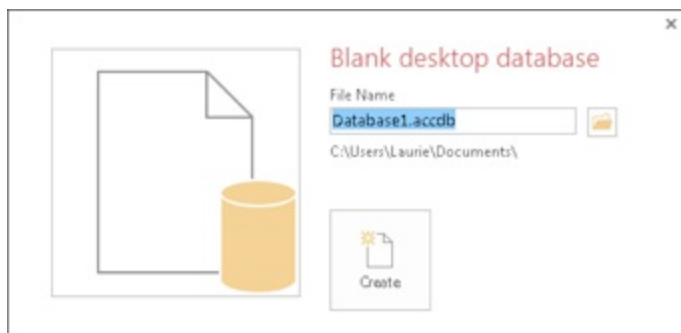 Blank desktop database
File Name
Database1.accdb
C:\Users\Laurie\Documents\
Create